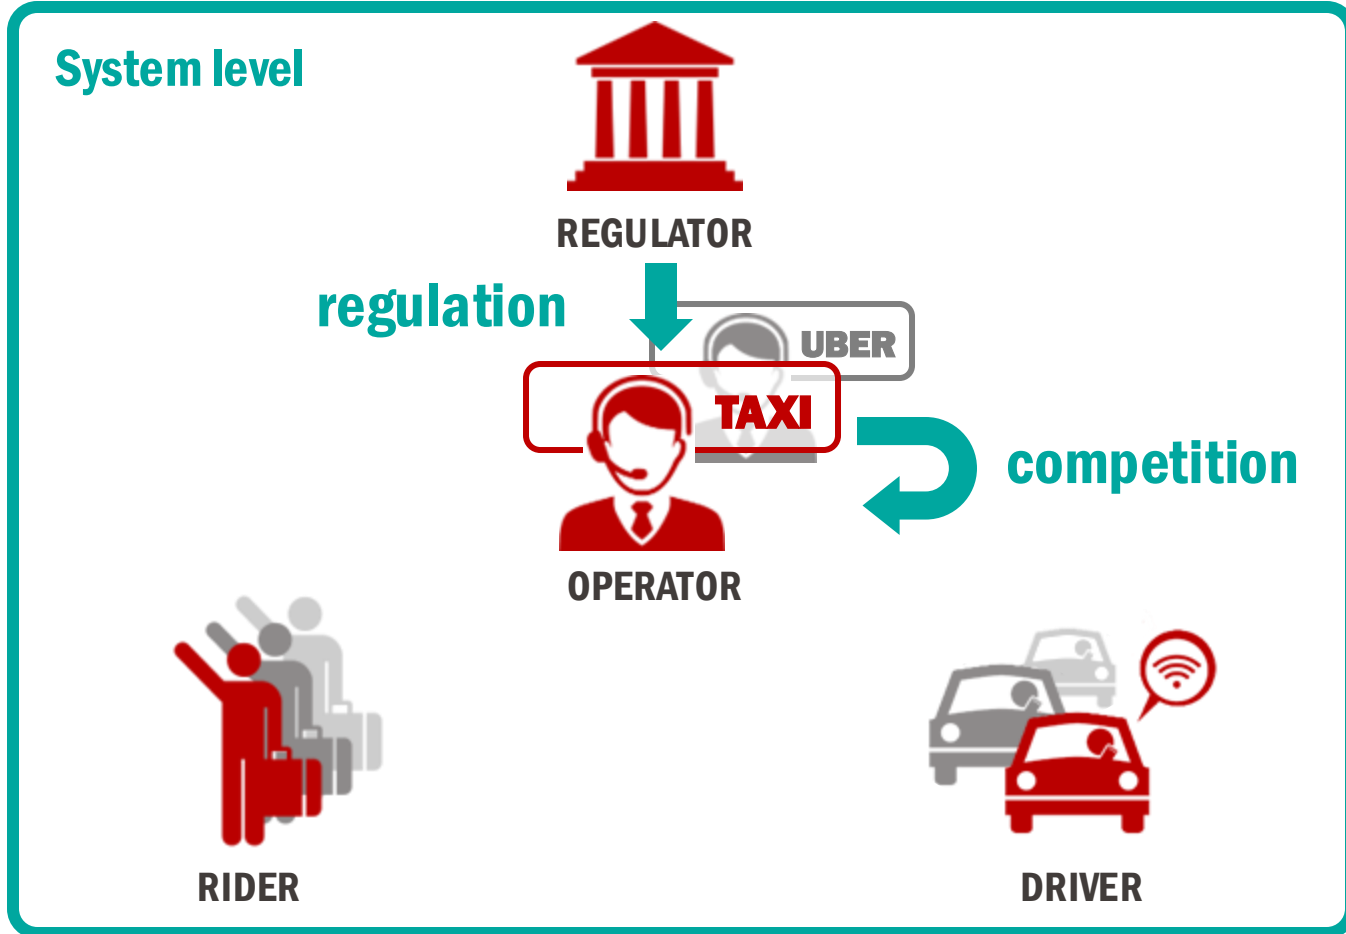 System level
REGULATOR
regulation
UBER
TAXI
competition
OPERATOR
RIDER
DRIVER